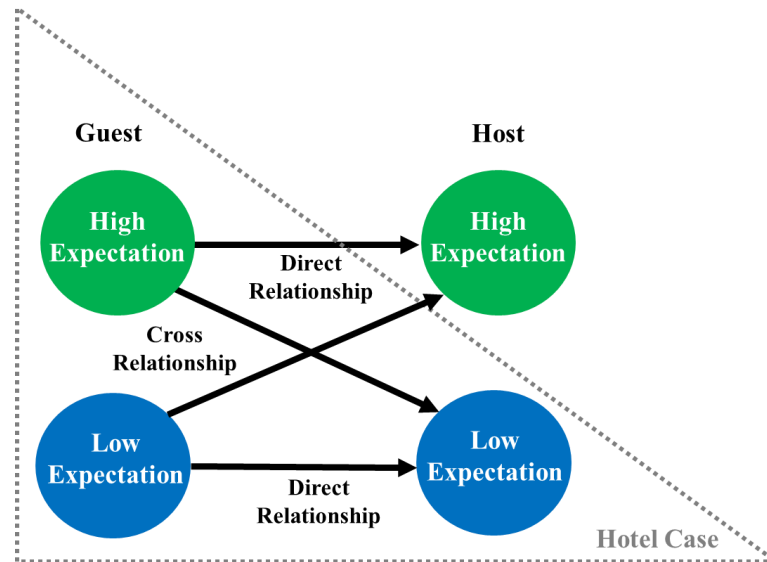 Guest
Host
High
Expectation
High
Expectation
Direct
Relationship
Cross
Relationship
Low
Expectation
Low
Expectation
Direct
Relationship
Hotel Case